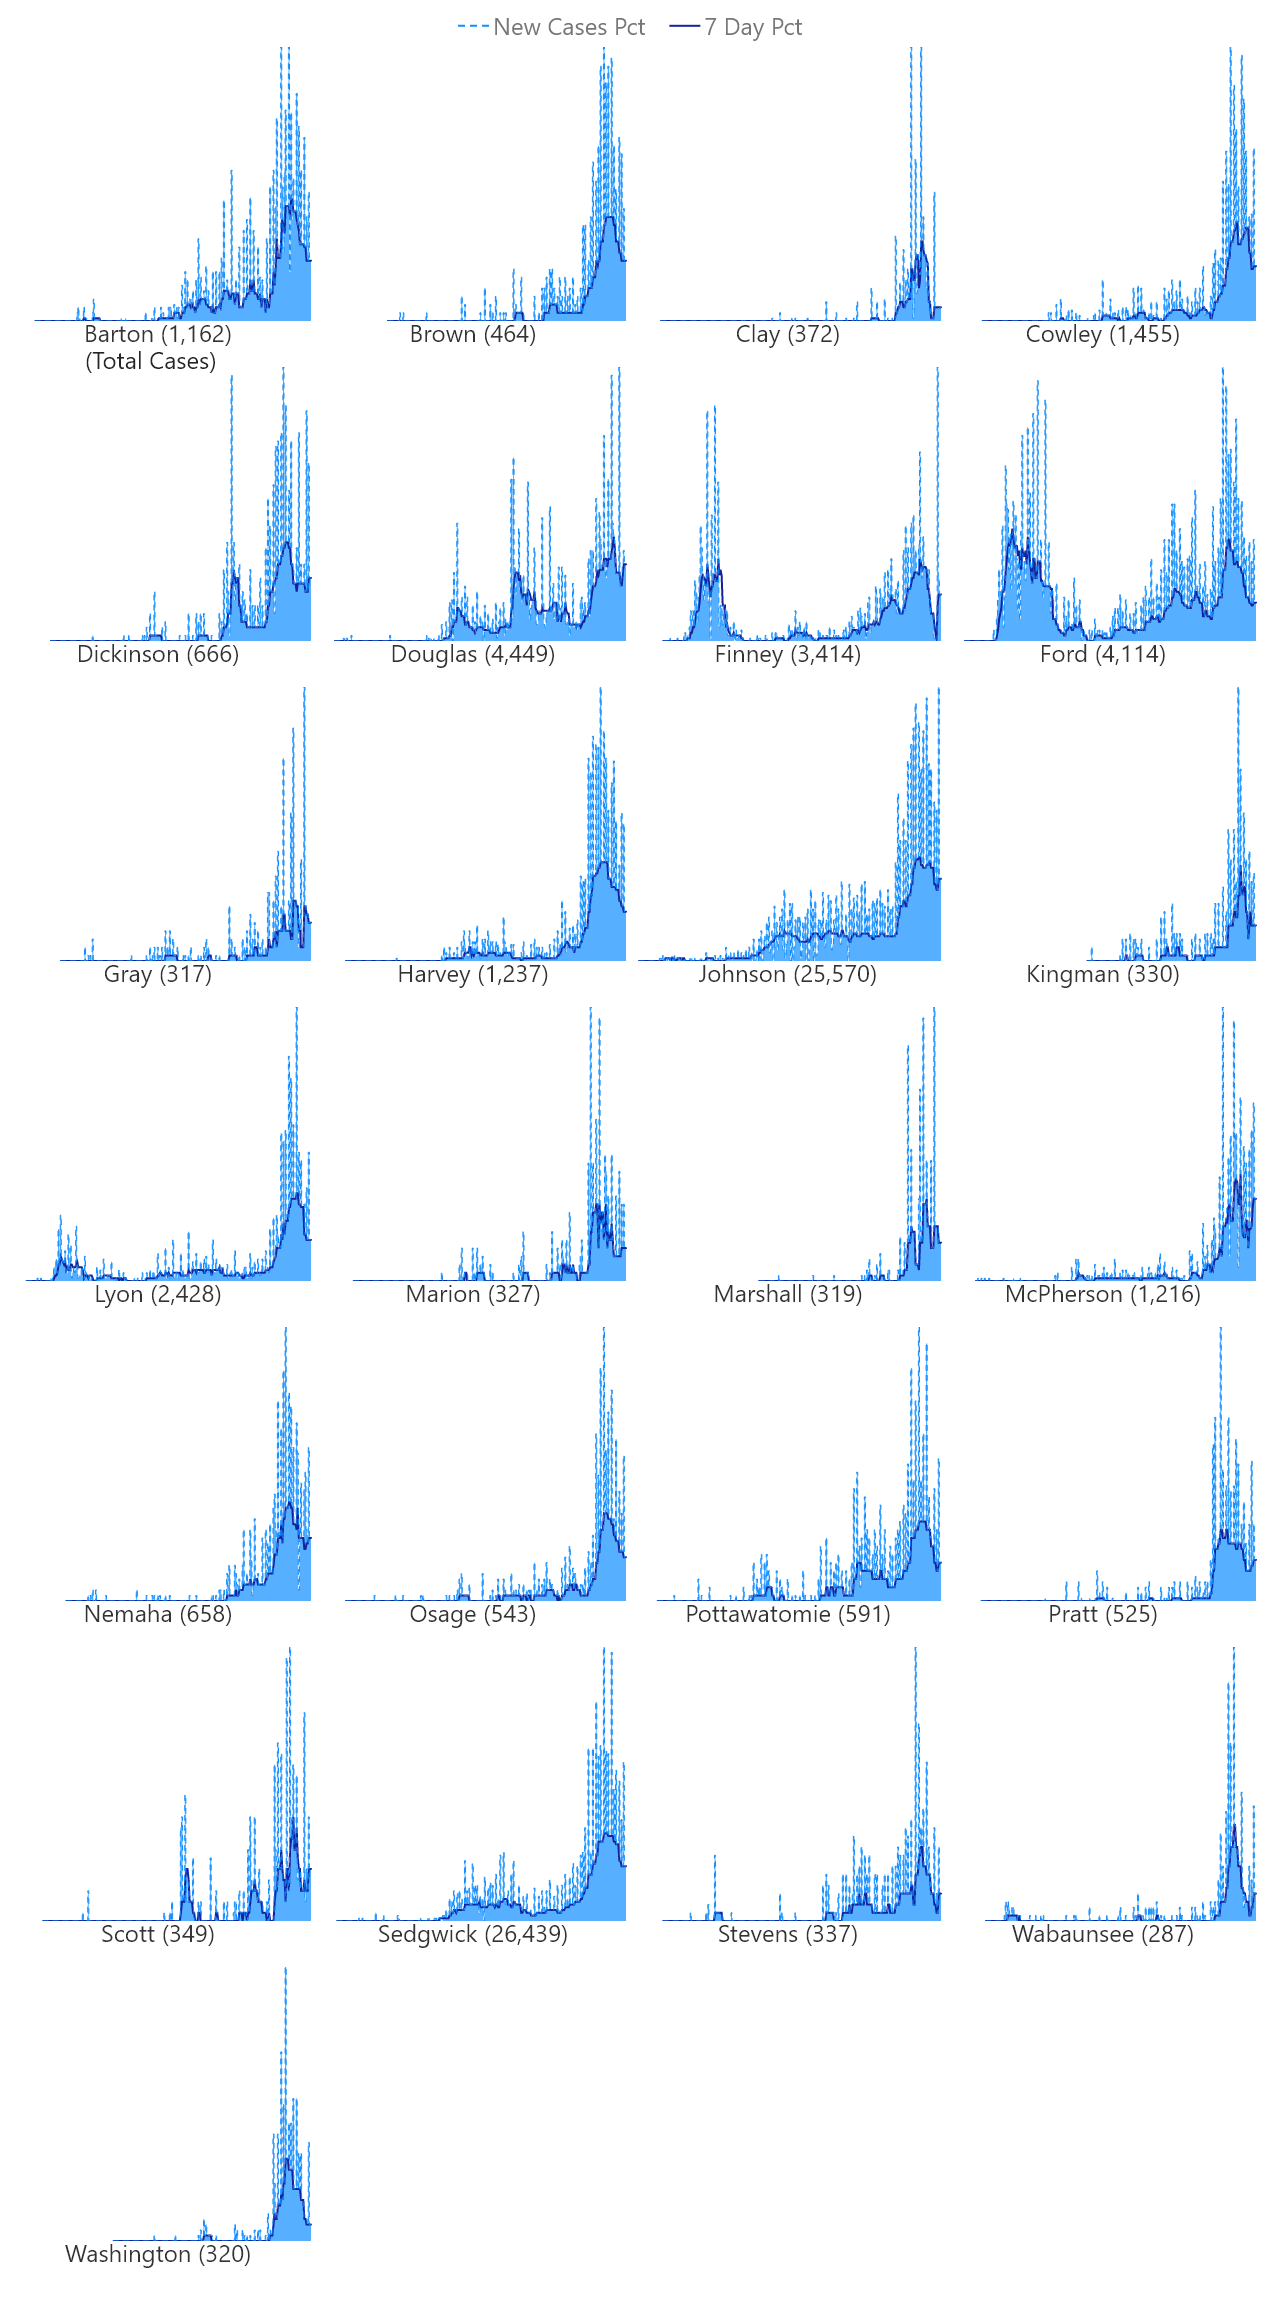 New Cases Pct 7 Day Pct
Barton (1,162) Brown (464) Clay (372) Cowley (1,455)
(Total Cases)
Dickinson (666) Douglas (4,449) Finney (3,414) Ford (4,114)
Gray (317) Harvey (1,237) Johnson (25,570) Kingman (330)
Lyon (2,428) Marion (327) Marshall (319) McPherson (1,216)
Nemaha (658) Osage (543) Pottawatomie (591) Pratt (525)
Scott (349) Sedgwick (26,439) Stevens (337) Wabaunsee (287)
Washington (320)